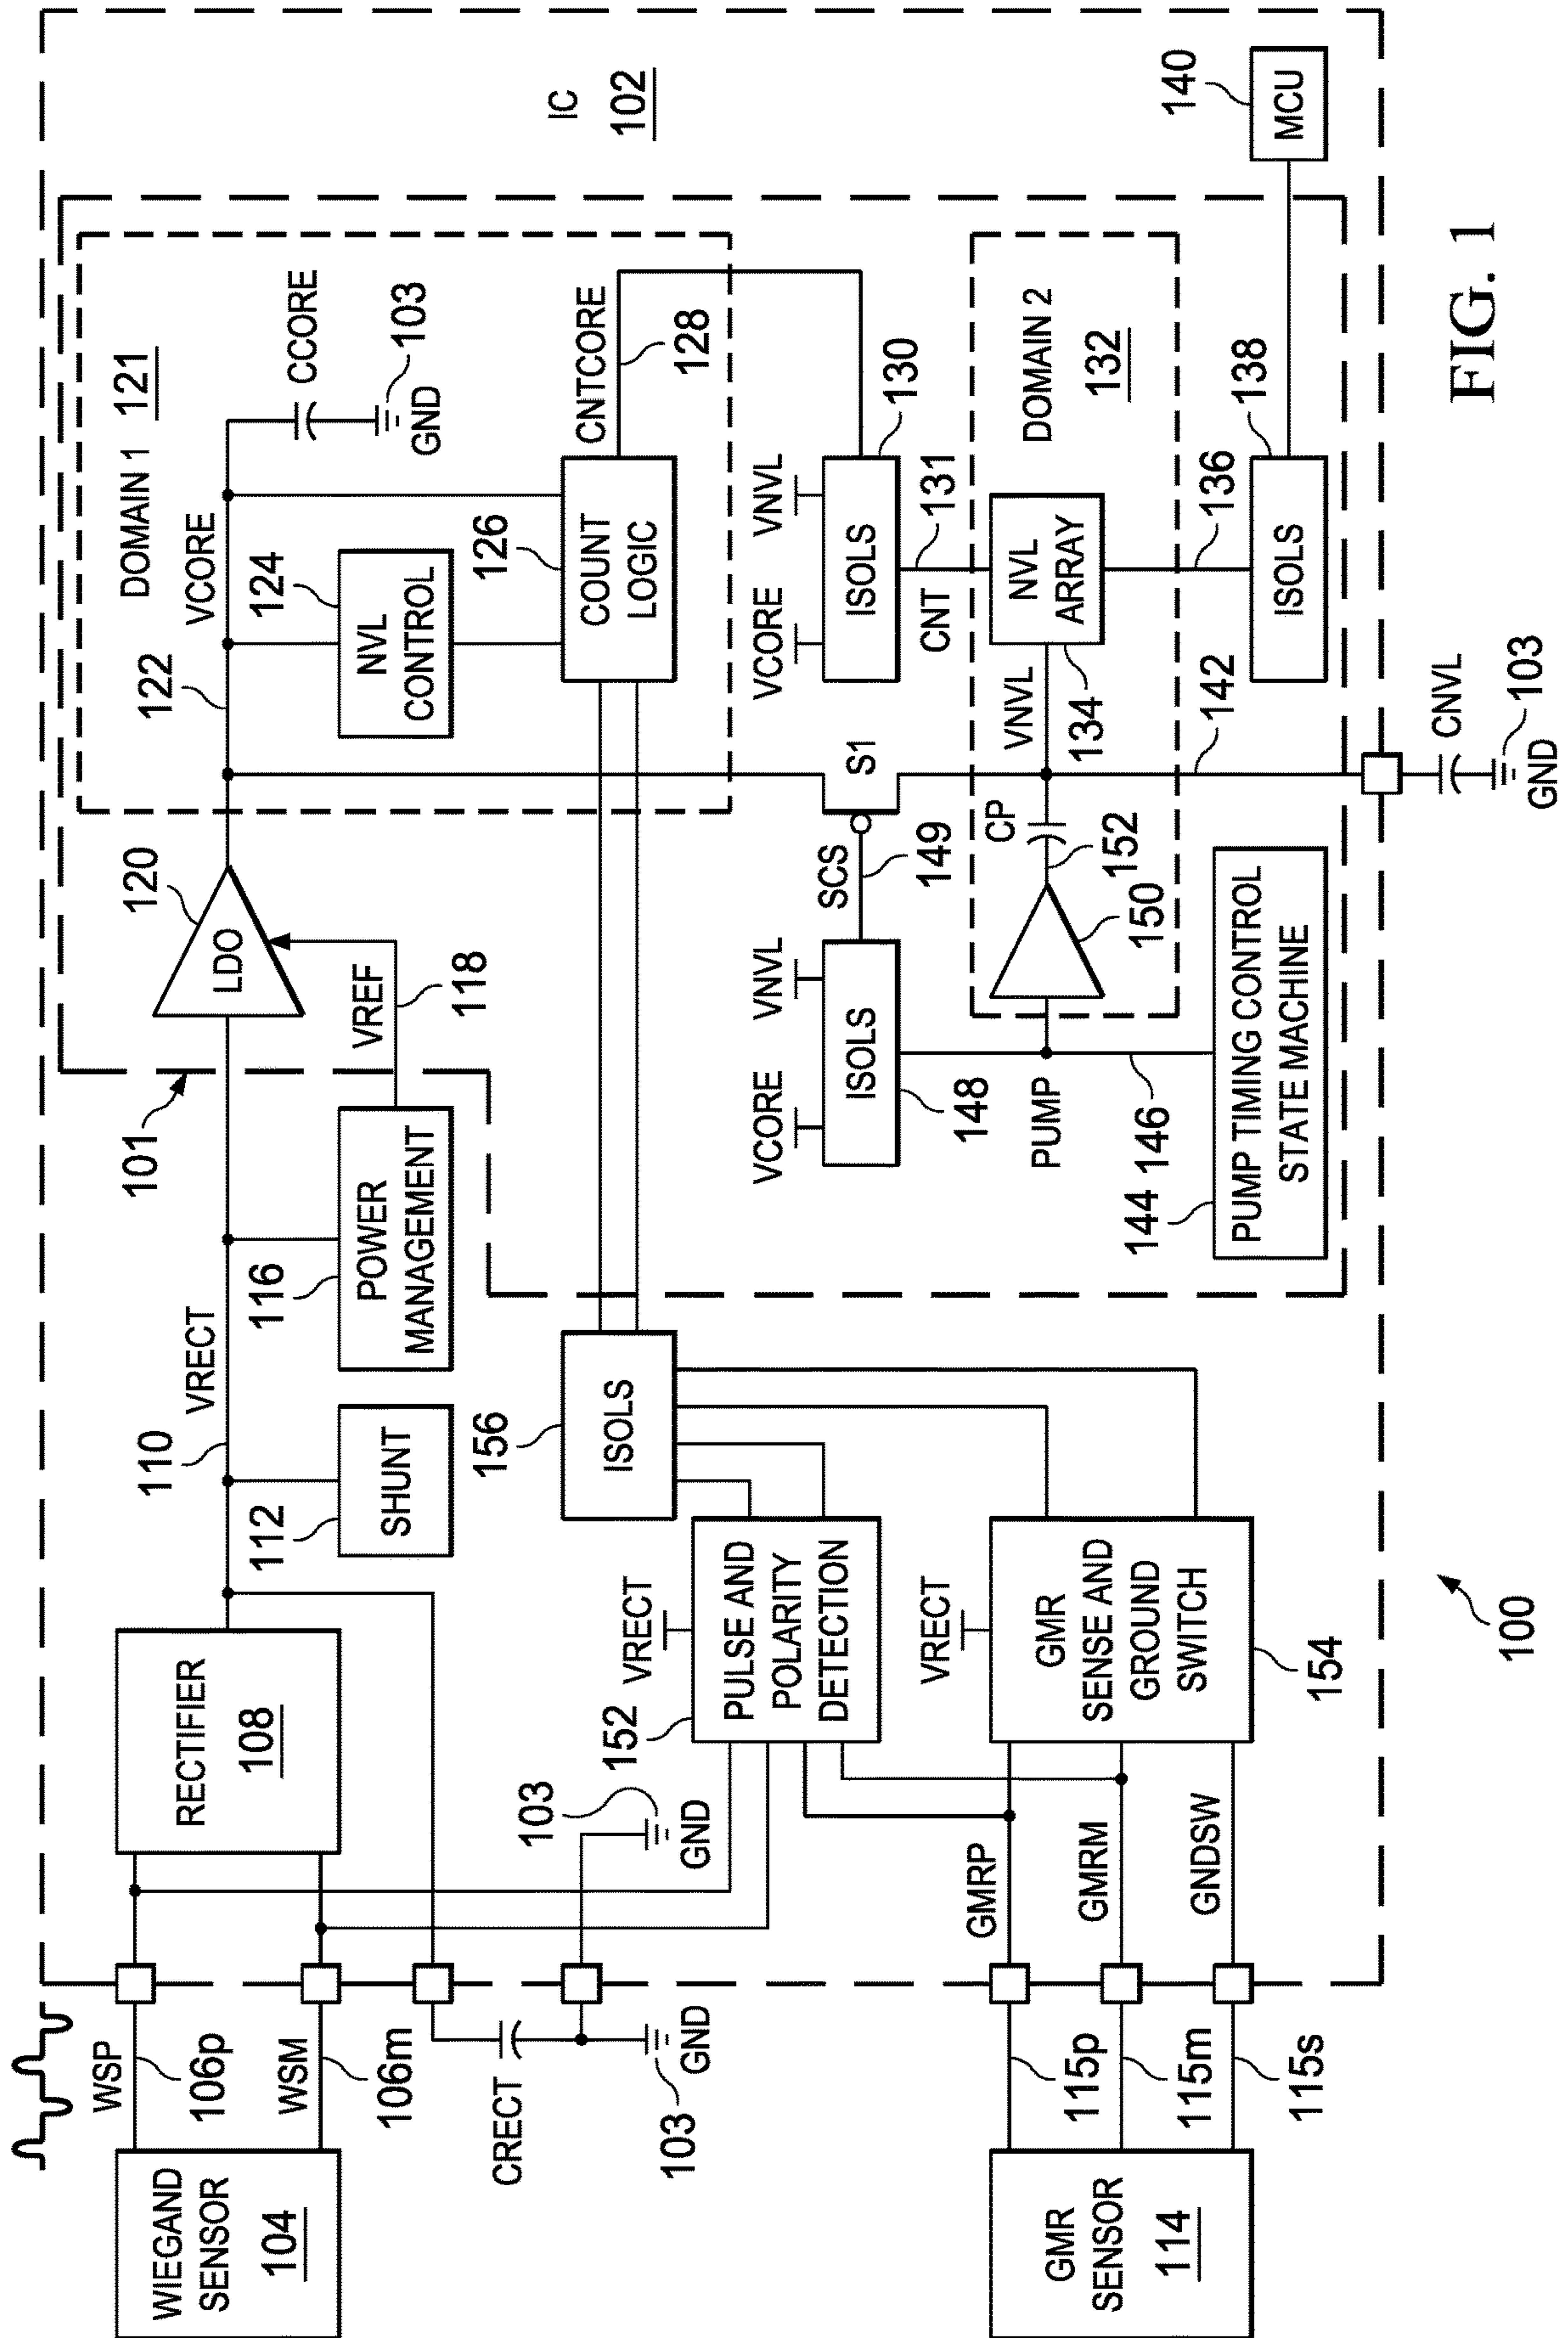 WIEGAND
SENSOR
104
WSP
106p
WSM
106m
CRECT
103
GND
103
GND
RECTIFIER
108
110
VRECT
112
SHUNT
116
POWER
MANAGEMENT
VREF
118
101
120
LDO
122
VCORE
DOMAIN 1
121
CCORE
103
GND
124
NVL
CONTROL
126
COUNT
LOGIC
CNTCORE
128
IC
102
156
ISOLS
VRECT
152
PULSE AND
POLARITY
DETECTION
VCORE
VNVL
ISOLS
148
SCS
149
S1
VCORE
VNVL
ISOLS
130
CNT
131
GMR
SENSOR
114
115p
115m
115s
GMRP
GMRM
GNDSW
VRECT
GMR
SENSE AND
GROUND
SWITCH
154
PUMP
146
144
PUMP TIMING CONTROL
STATE MACHINE
150
152
CP
VNVL
134
NVL
ARRAY
DOMAIN 2
132
136
142
ISOLS
138
MCU
140
CNVL
103
GND
100
FIG. 1